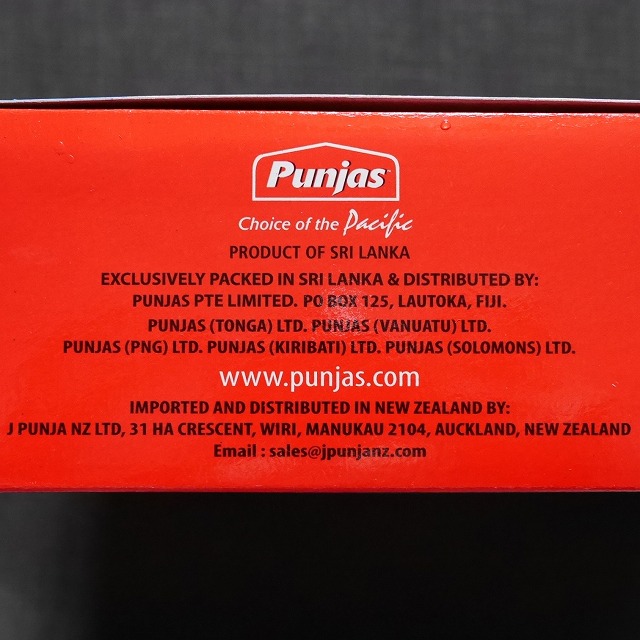 Punjas™
Choice of the Pacific
PRODUCT OF SRI LANKA
EXCLUSIVELY PACKED IN SRI LANKA & DISTRIBUTED BY:
PUNJAS PTE LIMITED. PO BOX 125, LAUTOKA, FIJI.
PUNJAS (TONGA) LTD. PUNJAS (VANUATU) LTD.
PUNJAS (PNG) LTD. PUNJAS (KIRIBATI) LTD. PUNJAS (SOLOMONS) LTD.
www.punjas.com
IMPORTED AND DISTRIBUTED IN NEW ZEALAND BY:
J PUNJA NZ LTD, 31 HA CRESCENT, WIRI, MANUKAU 2104, AUCKLAND, NEW ZEALAND
Email : sales@jpunjanz.com